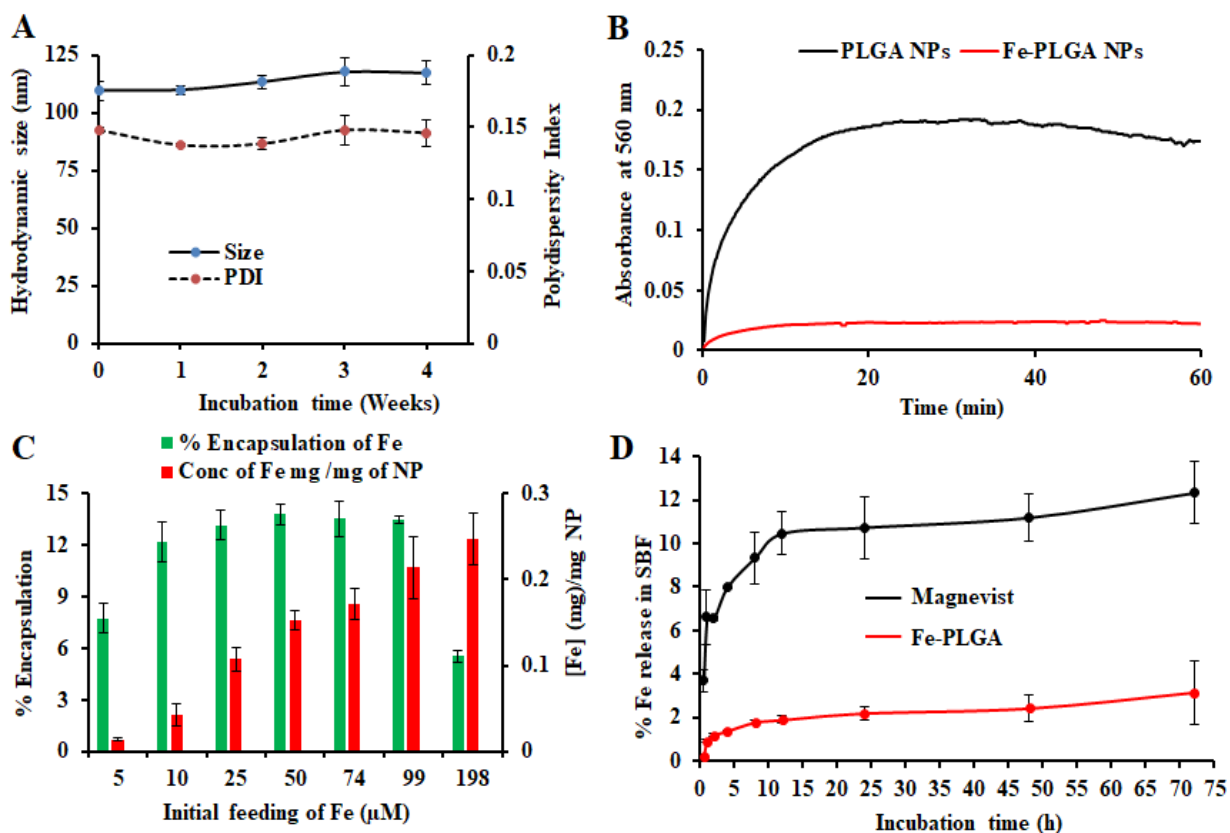 A
Hydrodynamic size (nm)
125
100
75
50
25
0
0.2
0.15
0.1
0.05
0
Polydispersity Index
Size
PDI
0 1 2 3 4
Incubation time (Weeks)
B
Absorbance at 560 nm
PLGA NPs Fe-PLGA NPs
0.25
0.2
0.15
0.1
0.05
0
0 20 40 60
Time (min)
C
% Encapsulation of Fe
Conc of Fe mg /mg of NP
% Encapsulation
15
12
9
6
3
0
0.3
0.2
0.1
0
[Fe] (mg)/mg NP
5 10 25 50 74 99 198
Initial feeding of Fe (µM)
D
% Fe release in SBF
14
12
10
8
6
4
2
0
Magnevist
Fe-PLGA
0 5 10 15 20 25 30 35 40 45 50 55 60 65 70 75
Incubation time (h)